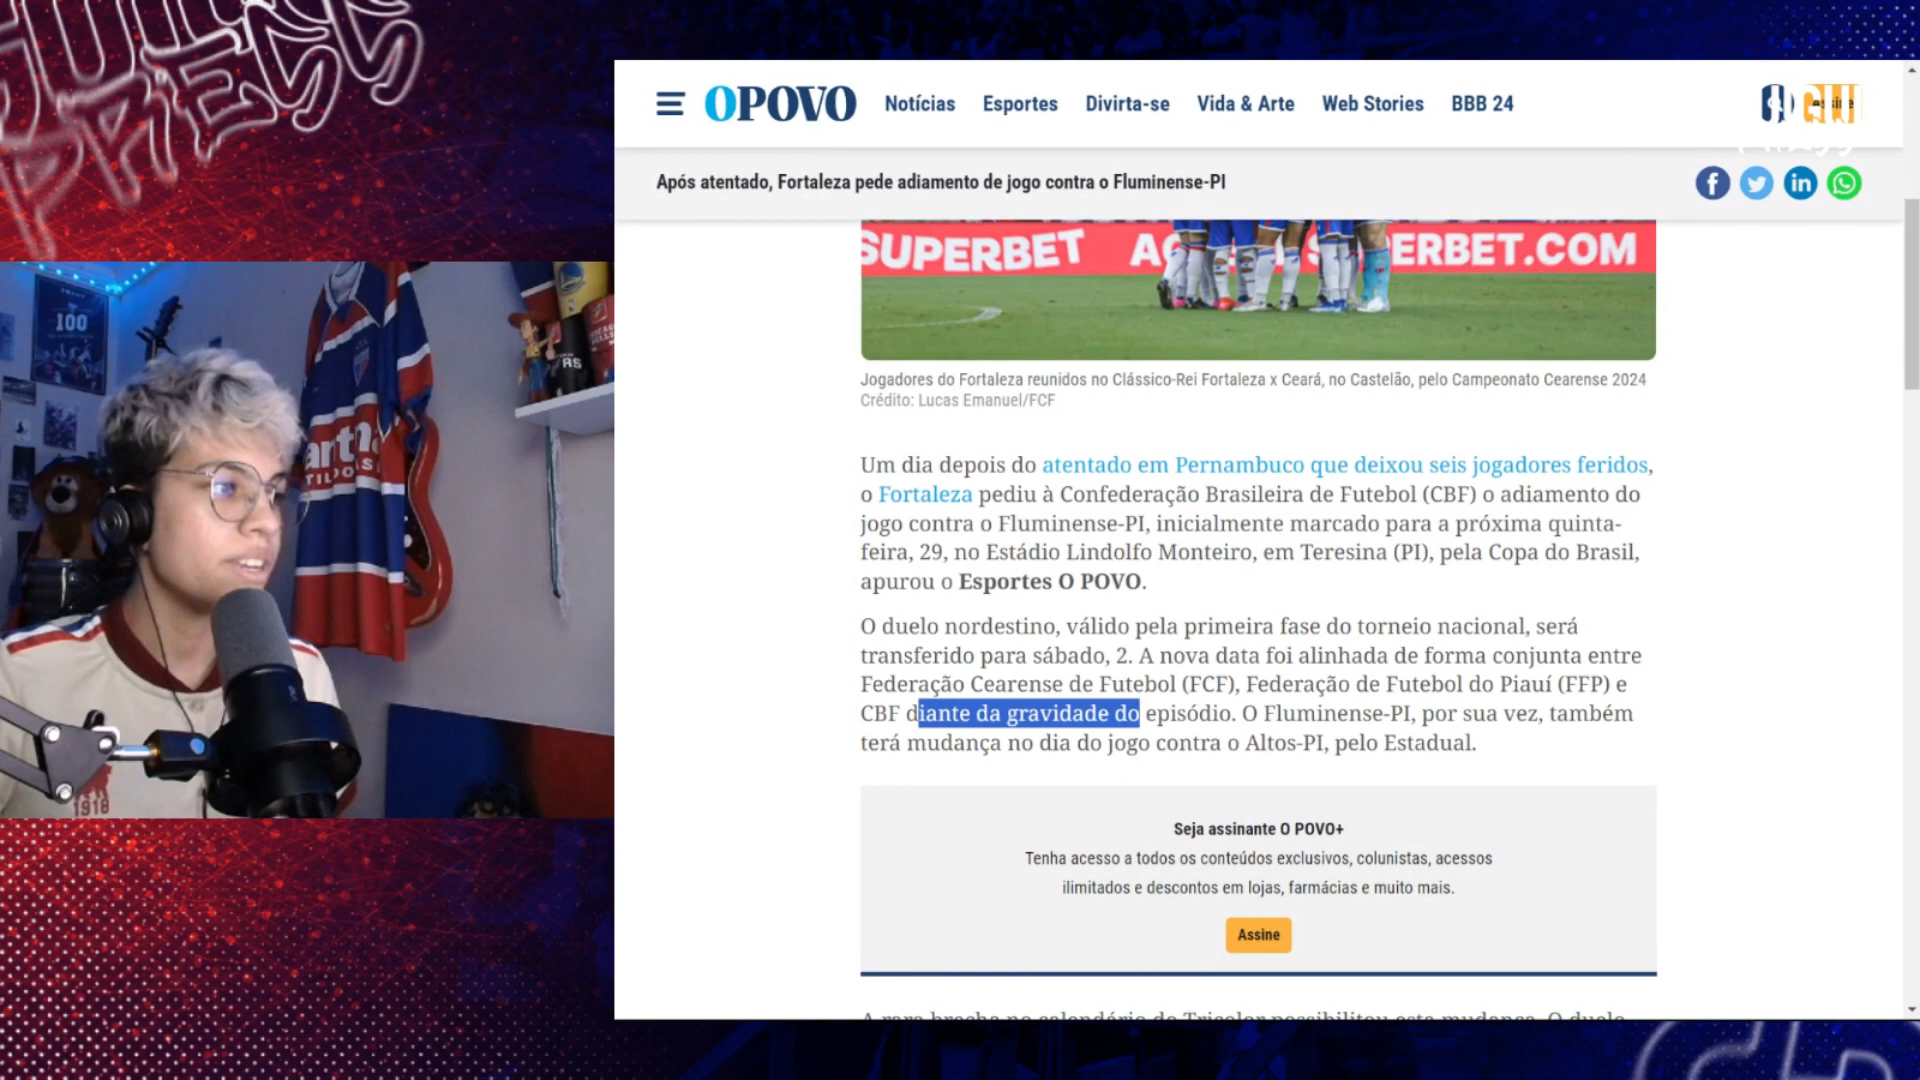 PRESS
OPOVO
Notícias
Esportes
Divirta-se
Vida & Arte
Web Stories
BBB 24
Após atentado, Fortaleza pede adiamento de jogo contra o Fluminense-PI
SUPERBET
SUPERBET.COM
Jogadores do Fortaleza reunidos no Clássico-Rei Fortaleza x Ceará, no Castelão, pelo Campeonato Cearense 2024
Crédito: Lucas Emanuel/FCF
100
RS
1918
Um dia depois do atentado em Pernambuco que deixou seis jogadores feridos,
o Fortaleza pediu à Confederação Brasileira de Futebol (CBF) o adiamento do
jogo contra o Fluminense-PI, inicialmente marcado para a próxima quinta-
feira, 29, no Estádio Lindolfo Monteiro, em Teresina (PI), pela Copa do Brasil,
apurou o Esportes O POVO.
O duelo nordestino, válido pela primeira fase do torneio nacional, será
transferido para sábado, 2. A nova data foi alinhada de forma conjunta entre
Federação Cearense de Futebol (FCF), Federação de Futebol do Piauí (FFP) e
CBF diante da gravidade do episódio. O Fluminense-PI, por sua vez, também
terá mudança no dia do jogo contra o Altos-PI, pelo Estadual.
Seja assinante O POVO+
Tenha acesso a todos os conteúdos exclusivos, colunistas, acessos
ilimitados e descontos em lojas, farmácias e muito mais.
Assine
A rara brecha no calendário do Tricolor possibilitou esta mudança. O duelo